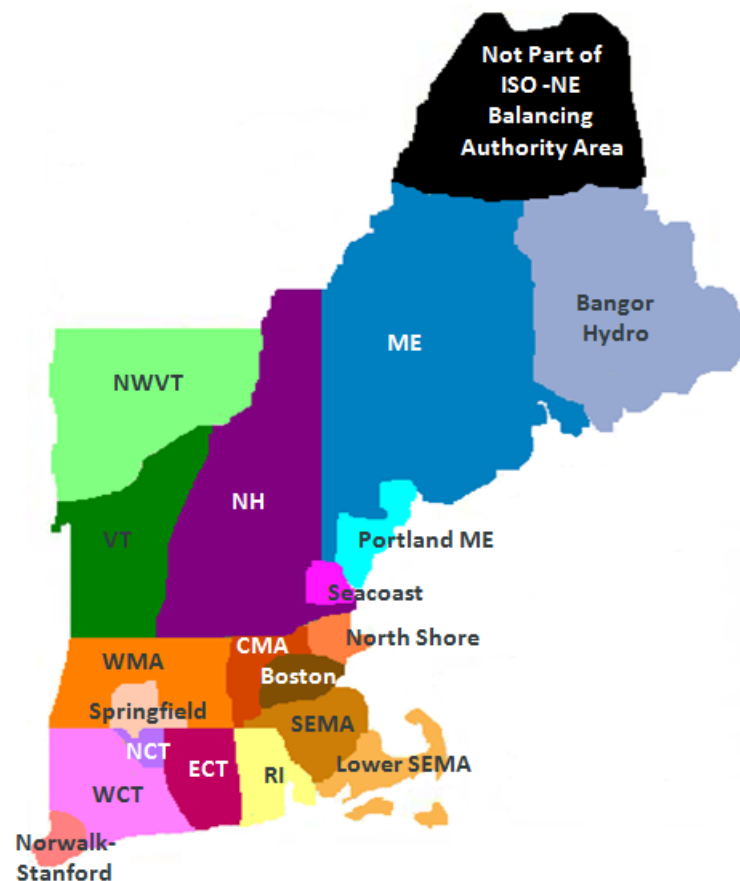 Not Part of
ISO -NE
Balancing
Authority Area
Bangor
Hydro
ME
NWVT
NH
VT
Portland ME
Seacoast
North Shore
CMA
WMA
Boston
Springfield
SEMA
NCT
ECT
RI
Lower SEMA
WCT
Norwalk-
Stanford